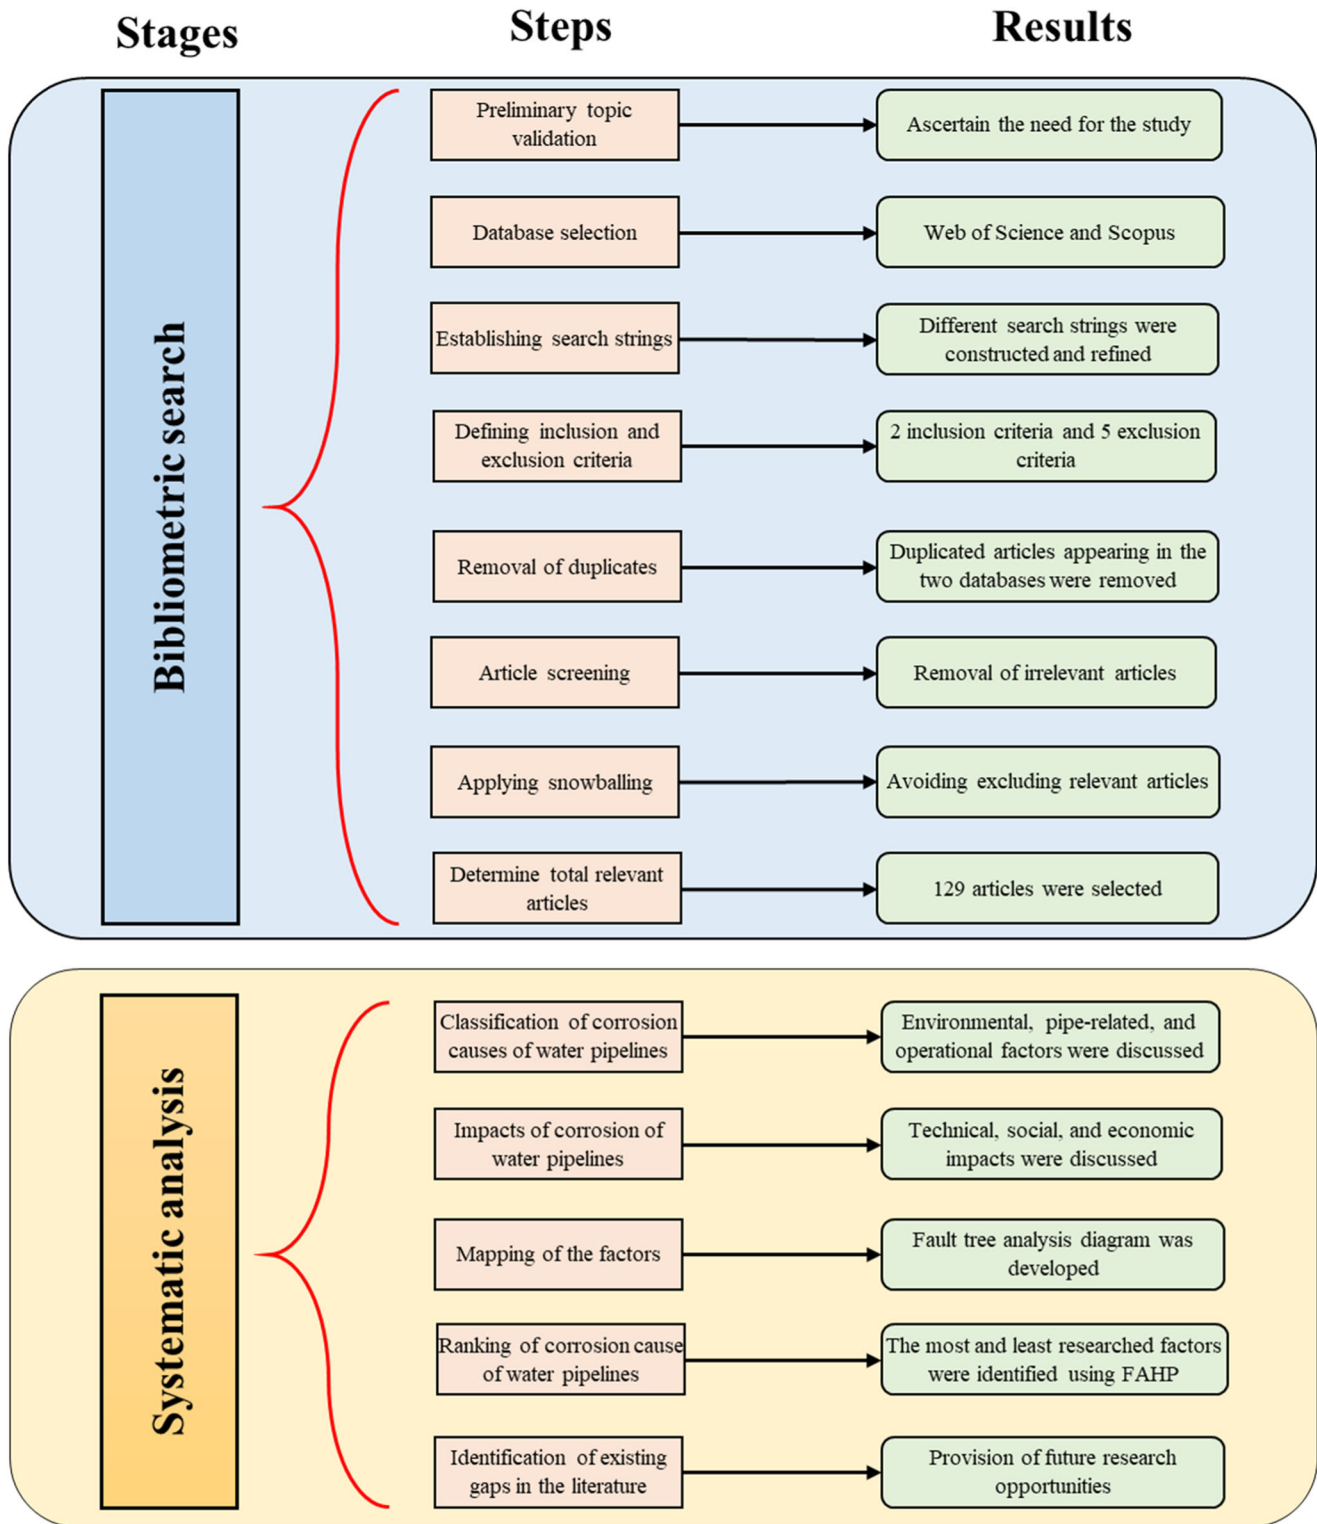 Stages
Steps
Results
Bibliometric search
Preliminary topic
validation
Ascertain the need for the study
Database selection
Web of Science and Scopus
Establishing search strings
Different search strings were
constructed and refined
Defining inclusion and
exclusion criteria
2 inclusion criteria and 5 exclusion
criteria
Removal of duplicates
Duplicated articles appearing in the
two databases were removed
Article screening
Removal of irrelevant articles
Applying snowballing
Avoiding excluding relevant articles
Determine total relevant
articles
129 articles were selected
Systematic analysis
Classification of corrosion
causes of water pipelines
Environmental, pipe-related, and
operational factors were discussed
Impacts of corrosion of
water pipelines
Technical, social, and economic
impacts were discussed
Mapping of the factors
Fault tree analysis diagram was
developed
Ranking of corrosion cause
of water pipelines
The most and least researched factors
were identified using FAHP
Identification of existing
gaps in the literature
Provision of future research
opportunities